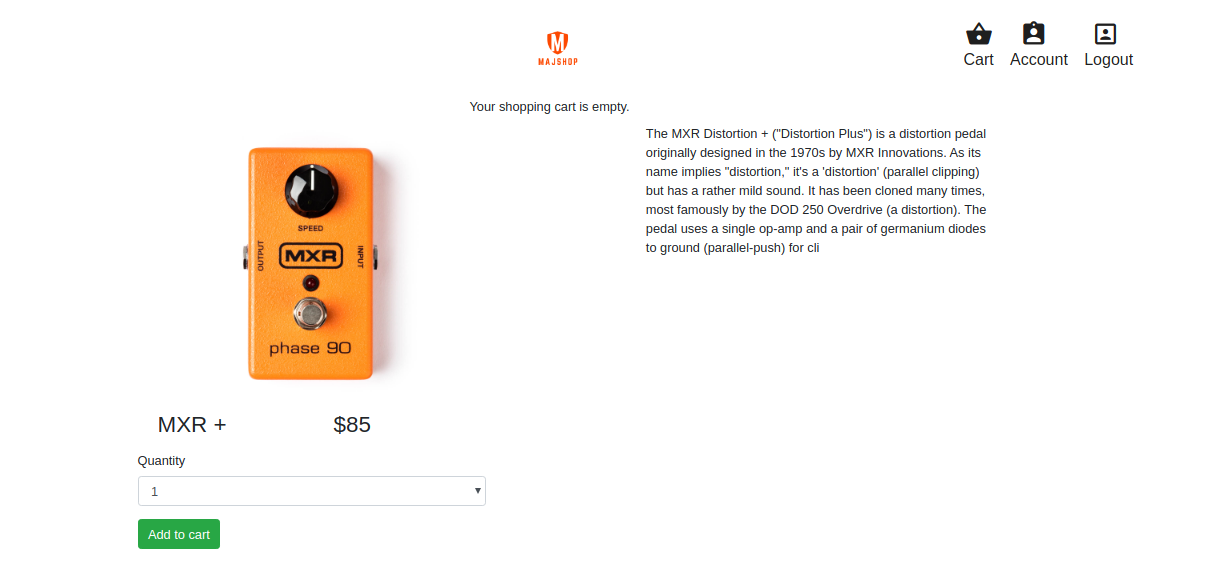 M
MAJSHOP
Cart Account Logout
Your shopping cart is empty.
The MXR Distortion + ("Distortion Plus") is a distortion pedal
originally designed in the 1970s by MXR Innovations. As its
name implies "distortion," it's a 'distortion' (parallel clipping)
but has a rather mild sound. It has been cloned many times,
most famously by the DOD 250 Overdrive (a distortion). The
pedal uses a single op-amp and a pair of germanium diodes
to ground (parallel-push) for cli
SPEED
OUTPUT
MXR
INPUT
phase 90
MXR + $85
Quantity
1
Add to cart